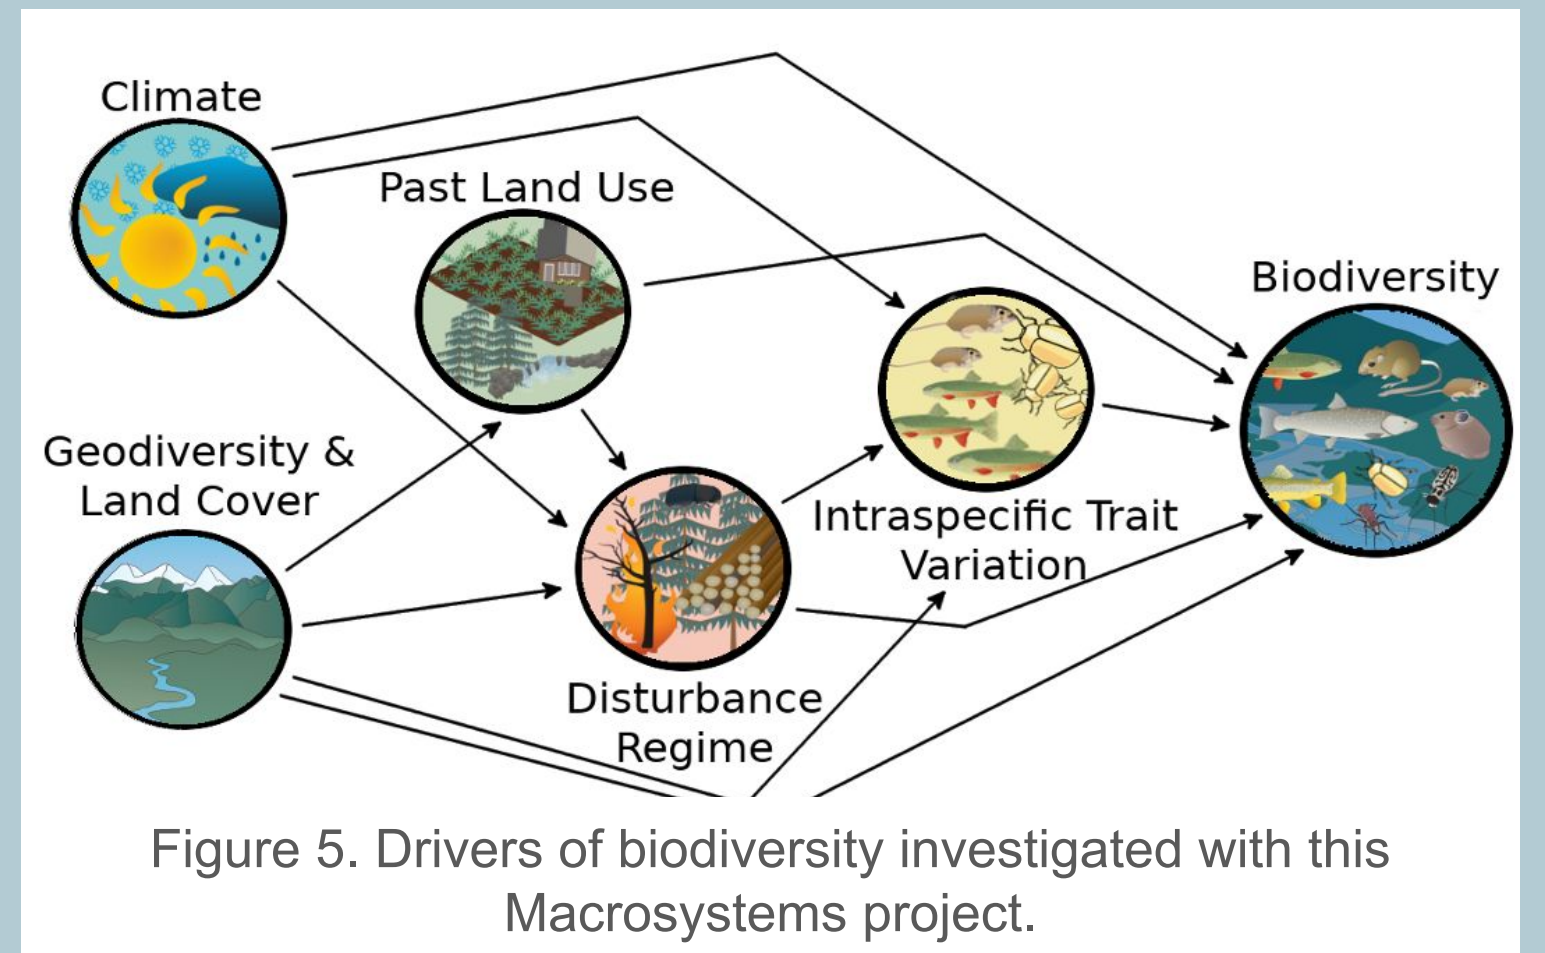 Climate
Past Land Use
Biodiversity
Geodiversity &
Land Cover
Intraspecific Trait
Variation
Disturbance
Regime
Figure 5. Drivers of biodiversity investigated with this
Macrosystems project.